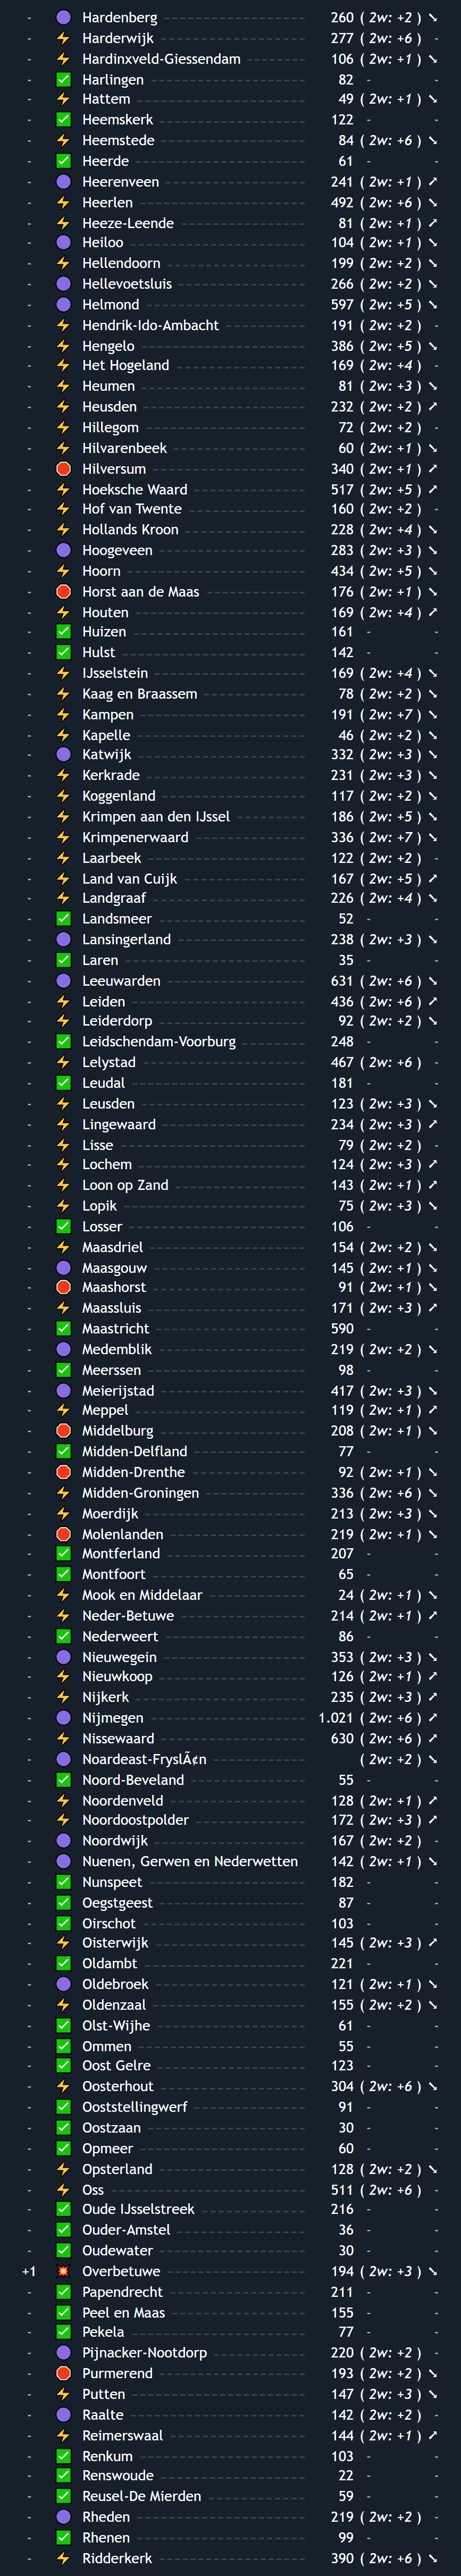 - Hardenberg 260 ( 2w: +2 ) ↘
- ⚡ Harderwijk 277 ( 2w: +6 ) -
- ⚡ Hardinxveld-Giessendam 106 ( 2w: +1 ) ↘
- ✅ Harlingen 82 - -
- ⚡ Hattem 49 ( 2w: +1 ) ↘
- ✅ Heemskerk 122 - -
- ⚡ Heemstede 84 ( 2w: +6 ) ↘
- ✅ Heerde 61 - -
- Heerenveen 241 ( 2w: +1 ) ↗
- ⚡ Heerlen 492 ( 2w: +6 ) ↘
- ⚡ Heeze-Leende 81 ( 2w: +1 ) ↗
- Heiloo 104 ( 2w: +1 ) ↘
- ⚡ Hellendoorn 199 ( 2w: +2 ) ↘
- Hellevoetsluis 266 ( 2w: +2 ) ↘
- Helmond 597 ( 2w: +5 ) ↘
- ⚡ Hendrik-Ido-Ambacht 191 ( 2w: +2 ) -
- ⚡ Hengelo 386 ( 2w: +5 ) ↘
- ⚡ Het Hogeland 169 ( 2w: +4 ) -
- ⚡ Heumen 81 ( 2w: +3 ) ↘
- ⚡ Heusden 232 ( 2w: +2 ) ↗
- ⚡ Hillegom 72 ( 2w: +2 ) -
- ⚡ Hilvarenbeek 60 ( 2w: +1 ) ↘
- Hilversum 340 ( 2w: +1 ) ↗
- ⚡ Hoeksche Waard 517 ( 2w: +5 ) ↗
- ⚡ Hof van Twente 160 ( 2w: +2 ) -
- ⚡ Hollands Kroon 228 ( 2w: +4 ) ↘
- Hoogeveen 283 ( 2w: +3 ) ↘
- ⚡ Hoorn 434 ( 2w: +5 ) ↘
- Horst aan de Maas 176 ( 2w: +1 ) ↘
- ⚡ Houten 169 ( 2w: +4 ) ↗
- ✅ Huizen 161 - -
- ✅ Hulst 142 - -
- ⚡ IJsselstein 169 ( 2w: +4 ) ↘
- ⚡ Kaag en Braassem 78 ( 2w: +2 ) ↘
- ⚡ Kampen 191 ( 2w: +7 ) ↘
- ⚡ Kapelle 46 ( 2w: +2 ) ↘
- Katwijk 332 ( 2w: +3 ) ↘
- ⚡ Kerkrade 231 ( 2w: +3 ) ↘
- ⚡ Koggenland 117 ( 2w: +2 ) ↘
- ⚡ Krimpen aan den IJssel 186 ( 2w: +5 ) ↘
- ⚡ Krimpenerwaard 336 ( 2w: +7 ) ↘
- ⚡ Laarbeek 122 ( 2w: +2 ) -
- ⚡ Land van Cuijk 167 ( 2w: +5 ) ↗
- ⚡ Landgraaf 226 ( 2w: +4 ) ↘
- ✅ Landsmeer 52 - -
- Lansingerland 238 ( 2w: +3 ) ↘
- ✅ Laren 35 - -
- Leeuwarden 631 ( 2w: +6 ) ↘
- ⚡ Leiden 436 ( 2w: +6 ) ↗
- ⚡ Leiderdorp 92 ( 2w: +2 ) ↘
- ✅ Leidschendam-Voorburg 248 - -
- ⚡ Lelystad 467 ( 2w: +6 ) -
- ✅ Leudal 181 - -
- ⚡ Leusden 123 ( 2w: +3 ) ↘
- ⚡ Lingewaard 234 ( 2w: +3 ) ↗
- ⚡ Lisse 79 ( 2w: +2 ) -
- ⚡ Lochem 124 ( 2w: +3 ) ↗
- ⚡ Loon op Zand 143 ( 2w: +1 ) ↗
- ⚡ Lopik 75 ( 2w: +3 ) ↘
- ✅ Losser 106 - -
- ⚡ Maasdriel 154 ( 2w: +2 ) ↘
- Maasgouw 145 ( 2w: +1 ) ↘
- Maashorst 91 ( 2w: +1 ) ↘
- ⚡ Maassluis 171 ( 2w: +3 ) ↗
- ✅ Maastricht 590 - -
- Medemblik 219 ( 2w: +2 ) ↘
- ✅ Meerssen 98 - -
- Meierijstad 417 ( 2w: +3 ) ↘
- ⚡ Meppel 119 ( 2w: +1 ) ↗
- Middelburg 208 ( 2w: +1 ) ↘
- ✅ Midden-Delfland 77 - -
- Midden-Drenthe 92 ( 2w: +1 ) ↘
- ⚡ Midden-Groningen 336 ( 2w: +6 ) ↘
- ⚡ Moerdijk 213 ( 2w: +3 ) ↘
- Molenlanden 219 ( 2w: +1 ) ↘
- ✅ Montferland 207 - -
- ✅ Montfoort 65 - -
- ⚡ Mook en Middelaar 24 ( 2w: +1 ) ↘
- ⚡ Neder-Betuwe 214 ( 2w: +1 ) ↗
- ✅ Nederweert 86 - -
- Nieuwegein 353 ( 2w: +3 ) ↘
- ⚡ Nieuwkoop 126 ( 2w: +1 ) ↗
- ⚡ Nijkerk 235 ( 2w: +3 ) ↗
- Nijmegen 1.021 ( 2w: +6 ) ↗
- ⚡ Nissewaard 630 ( 2w: +6 ) ↗
- Noardeast-FryslÃ¢n ( 2w: +2 ) ↘
- ✅ Noord-Beveland 55 - -
- ⚡ Noordenveld 128 ( 2w: +1 ) ↗
- ⚡ Noordoostpolder 172 ( 2w: +3 ) ↗
- Noordwijk 167 ( 2w: +2 ) -
- Nuenen, Gerwen en Nederwetten 142 ( 2w: +1 ) ↘
- ✅ Nunspeet 182 - -
- ✅ Oegstgeest 87 - -
- ✅ Oirschot 103 - -
- ⚡ Oisterwijk 145 ( 2w: +3 ) ↗
- ✅ Oldambt 221 - -
- Oldebroek 121 ( 2w: +1 ) ↘
- ⚡ Oldenzaal 155 ( 2w: +2 ) ↘
- ✅ Olst-Wijhe 61 - -
- ✅ Ommen 55 - -
- ✅ Oost Gelre 123 - -
- ⚡ Oosterhout 304 ( 2w: +6 ) ↘
- ✅ Ooststellingwerf 91 - -
- ✅ Oostzaan 30 - -
- ✅ Opmeer 60 - -
- ⚡ Opsterland 128 ( 2w: +2 ) ↘
- ⚡ Oss 511 ( 2w: +6 ) -
- ✅ Oude IJsselstreek 216 - -
- ✅ Ouder-Amstel 36 - -
- ✅ Oudewater 30 - -
+1 💥 Overbetuwe 194 ( 2w: +3 ) ↘
- ✅ Papendrecht 211 - -
- ✅ Peel en Maas 155 - -
- ✅ Pekela 77 - -
- Pijnacker-Nootdorp 220 ( 2w: +2 ) -
- Purmerend 193 ( 2w: +2 ) ↘
- ⚡ Putten 147 ( 2w: +3 ) ↘
- Raalte 142 ( 2w: +2 ) -
- ⚡ Reimerswaal 144 ( 2w: +1 ) ↗
- ✅ Renkum 103 - -
- ✅ Renswoude 22 - -
- ✅ Reusel-De Mierden 59 - -
- Rheden 219 ( 2w: +2 ) -
- ✅ Rhenen 99 - -
- ⚡ Ridderkerk 390 ( 2w: +6 ) ↘